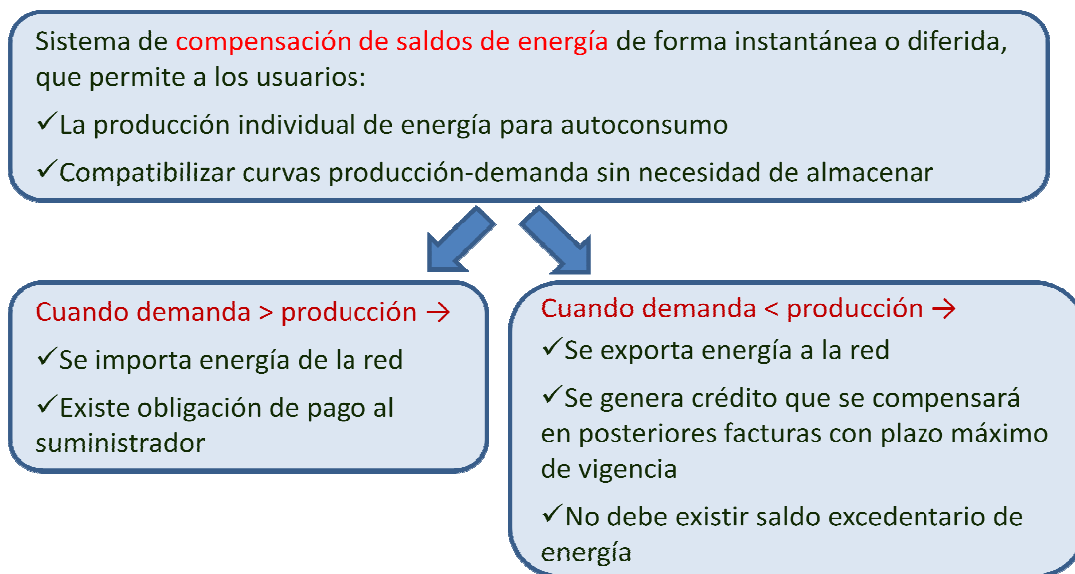 Sistema de compensación de saldos de energía de forma instantánea o diferida,
que permite a los usuarios:
✓La producción individual de energía para autoconsumo
✓Compatibilizar curvas producción-demanda sin necesidad de almacenar
Cuando demanda > producción →
✓Se importa energía de la red
✓Existe obligación de pago al
suministrador
Cuando demanda < producción →
✓Se exporta energía a la red
✓Se genera crédito que se compensará
en posteriores facturas con plazo máximo
de vigencia
✓No debe existir saldo excedentario de
energía